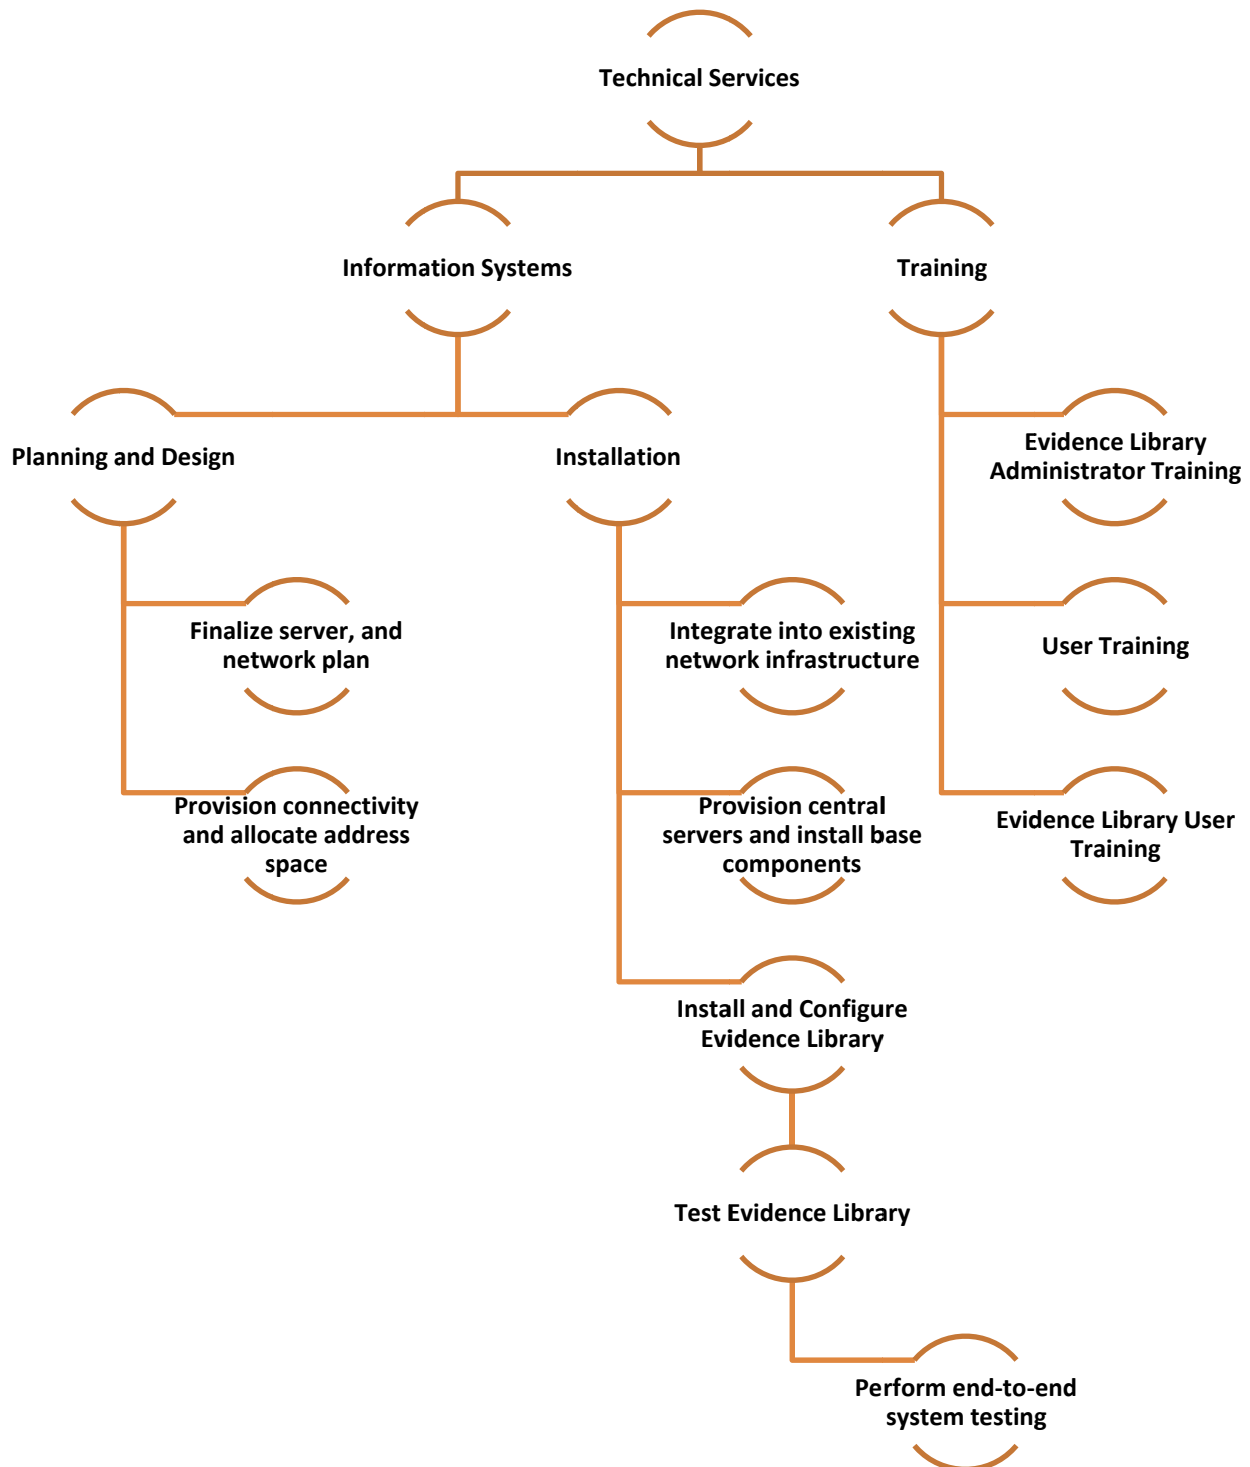 Technical Services
Information Systems
Training
Planning and Design
Installation
Evidence Library
Administrator Training
Finalize server, and
network plan
Integrate into existing
network infrastructure
User Training
Provision connectivity
and allocate address
space
Provision central
servers and install base
components
Evidence Library User
Training
Install and Configure
Evidence Library
Test Evidence Library
Perform end-to-end
system testing